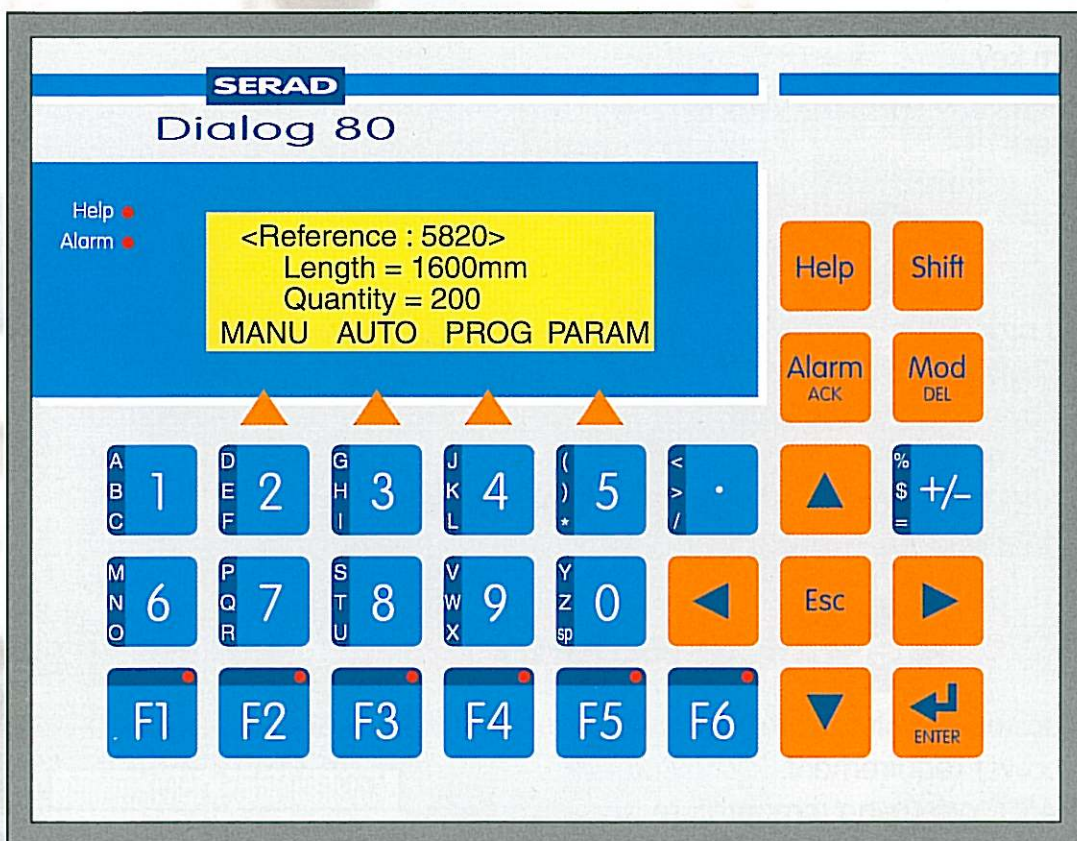 n key
SERAD
Dialog 80
Help
Alarm
<Reference : 5820>
Length = 1600mm
Quantity = 200
MANU AUTO PROG PARAM
Help Shift
Alarm ACK Mod DEL
A B C 1 D E F 2 G H I 3 J K L 4 ( ) * 5 < > / . % $ = +/-
M N O 6 P Q R 7 S T U 8 V W X 9 Y Z sp 0 Esc
F1 F2 F3 F4 F5 F6 ENTER